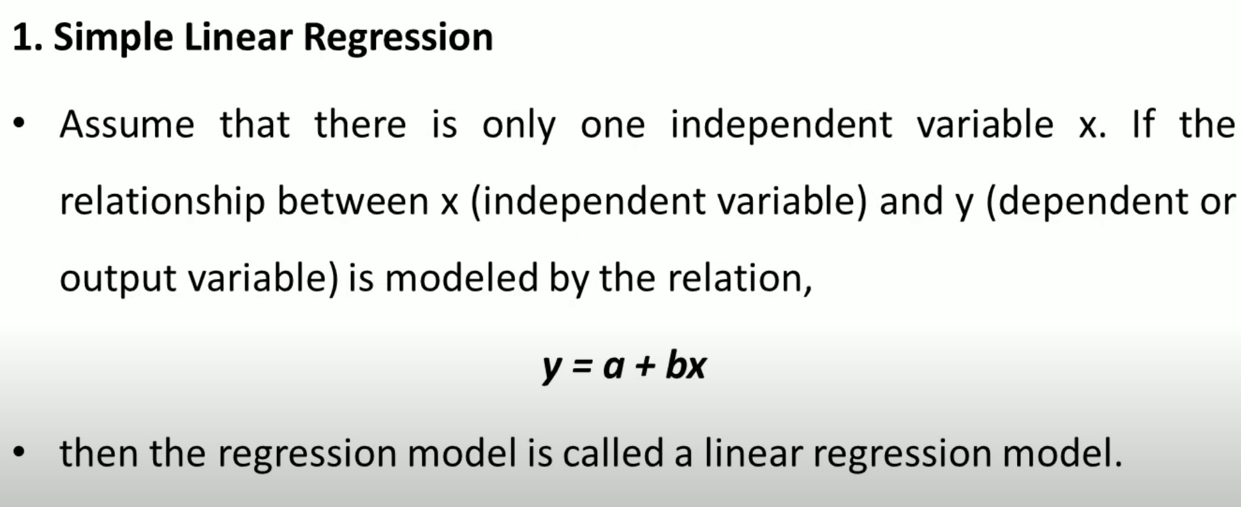 1. Simple Linear Regression
• Assume that there is only one independent variable x. If the
relationship between x (independent variable) and y (dependent or
output variable) is modeled by the relation,
y = a + bx
• then the regression model is called a linear regression model.